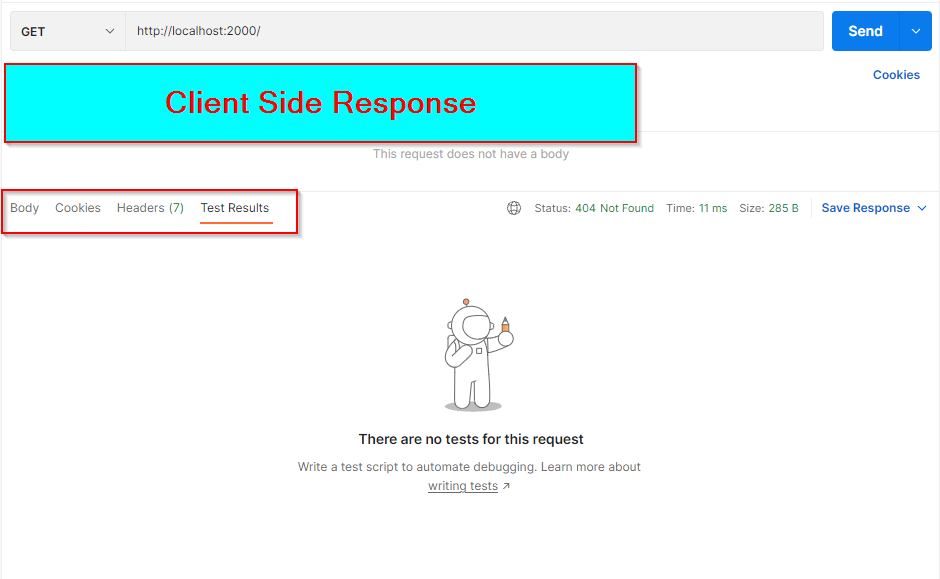 GET http://localhost:2000/ Send
Cookies
Client Side Response
This request does not have a body
Body Cookies Headers (7) Test Results Status: 404 Not Found Time: 11 ms Size: 285 B Save Response
There are no tests for this request
Write a test script to automate debugging. Learn more about
writing tests ↗